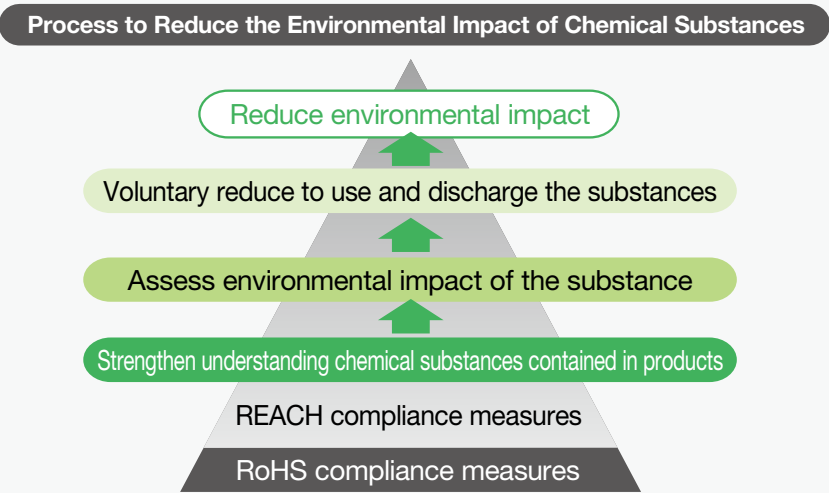 Process to Reduce the Environmental Impact of Chemical Substances
Reduce environmental impact
Voluntary reduce to use and discharge the substances
Assess environmental impact of the substance
Strengthen understanding chemical substances contained in products
REACH compliance measures
RoHS compliance measures